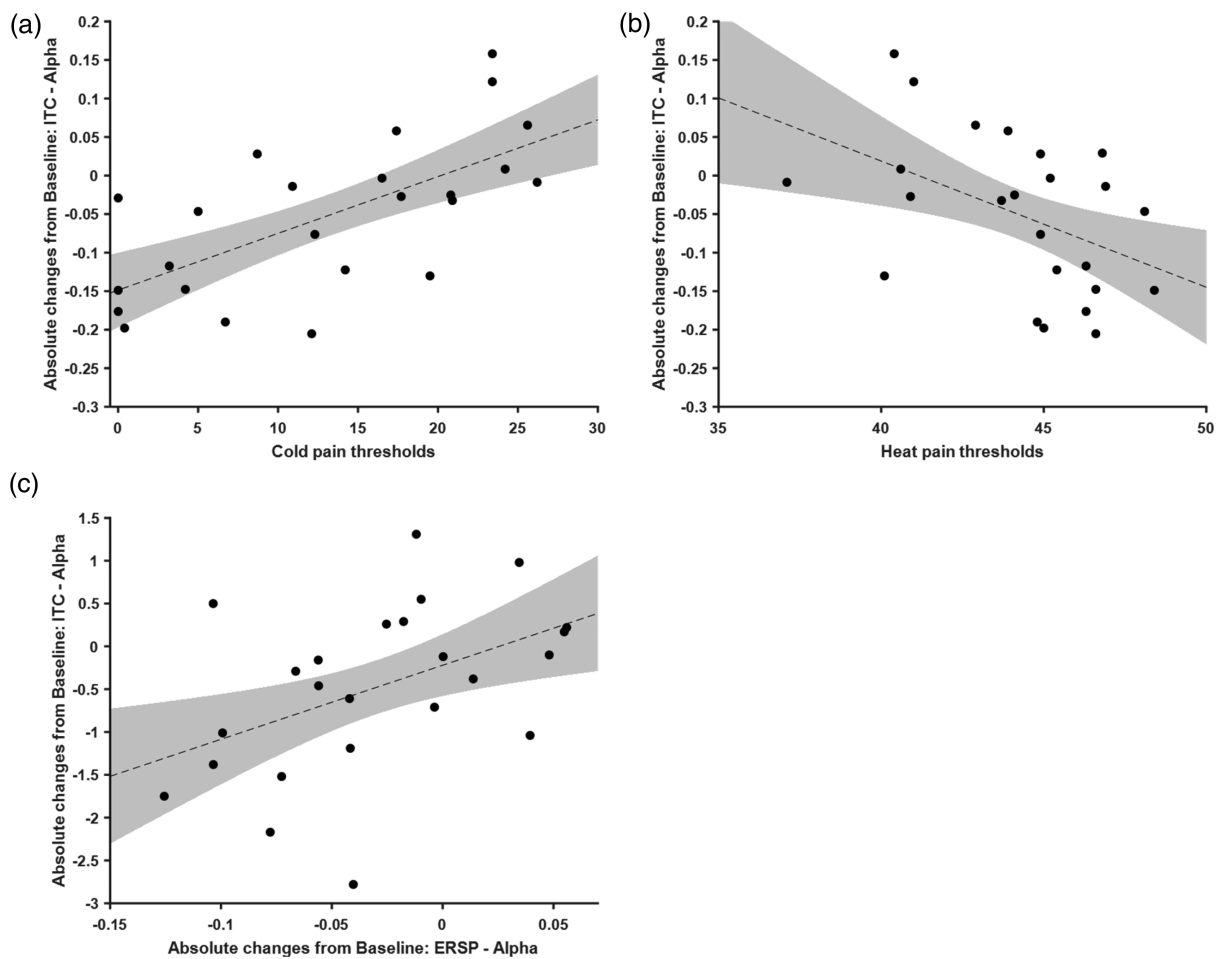 (a)
Absolute changes from Baseline: ITC - Alpha
0.2
0.15
0.1
0.05
0
-0.05
-0.1
-0.15
-0.2
-0.25
-0.3
0 5 10 15 20 25 30
Cold pain thresholds
(b)
Absolute changes from Baseline: ITC - Alpha
0.2
0.15
0.1
0.05
0
-0.05
-0.1
-0.15
-0.2
-0.25
-0.3
35 40 45 50
Heat pain thresholds
(c)
Absolute changes from Baseline: ITC - Alpha
1.5
1
0.5
0
-0.5
-1
-1.5
-2
-2.5
-3
-0.15 -0.1 -0.05 0 0.05
Absolute changes from Baseline: ERSP - Alpha